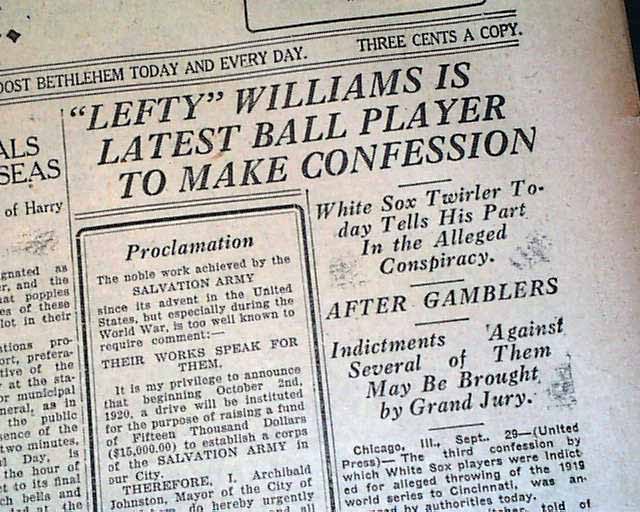 OOST BETHLEHEM TODAY AND EVERY DAY.
THREE CENTS A COPY.
"LEFTY" WILLIAMS IS
LATEST BALL PLAYER
TO MAKE CONFESSION
ALS
SEAS
of Harry
gnated as
er, and the
hat poppies
es of these
lot in their
ations pro-
ort, prefera-
tive of the
at the sta-
or municipal
neral, as in
the public
sence of the
two minutes.
l Day, is
the hour of
t to its final
ch bells and
Proclamation
The noble work achieved by the
SALVATION ARMY
since its advent in the United
States, but especially during the
World War, is too well known to
require comment:—
THEIR WORKS SPEAK FOR
THEM.
It is my privilege to announce
that beginning October 2nd,
1920, a drive will be instituted
for the purpose of raising a fund
of Fifteen Thousand Dollars
($15,000.00) to establish a corps
of the SALVATION ARMY in
our City.
THEREFORE, I, Archibald
Johnston, Mayor of the City of
do hereby urgently
and all
White Sox Twirler To-
day Tells His Part
In the Alleged
Conspiracy.
AFTER GAMBLERS
Indictments Against
Several of Them
May Be Brought
by Grand Jury.
Chicago, Ill., Sept. 29—(United
Press)— The third confession by
which White Sox players were indict-
ed for alleged throwing of the 1919
world series to Cincinnati, was an-
nounced by authorities today.
told of